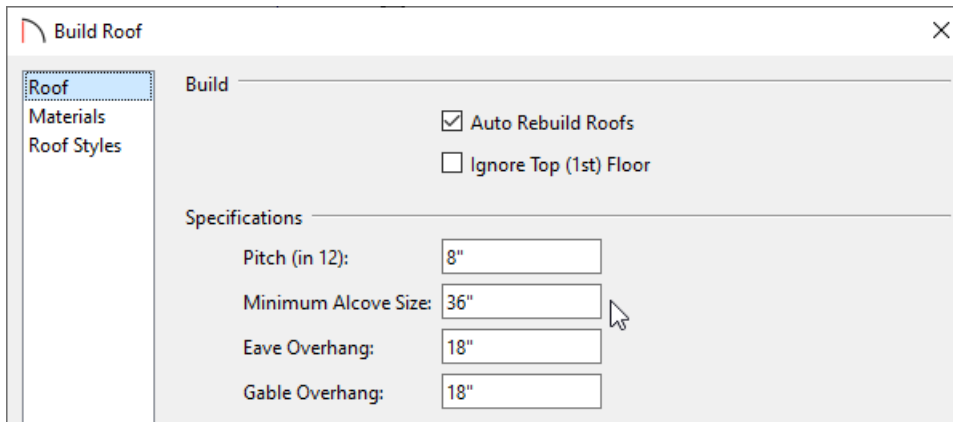 Build Roof
Roof
Materials
Roof Styles
Build
Auto Rebuild Roofs
Ignore Top (1st) Floor
Specifications
Pitch (in 12): 8"
Minimum Alcove Size: 36"
Eave Overhang: 18"
Gable Overhang: 18"